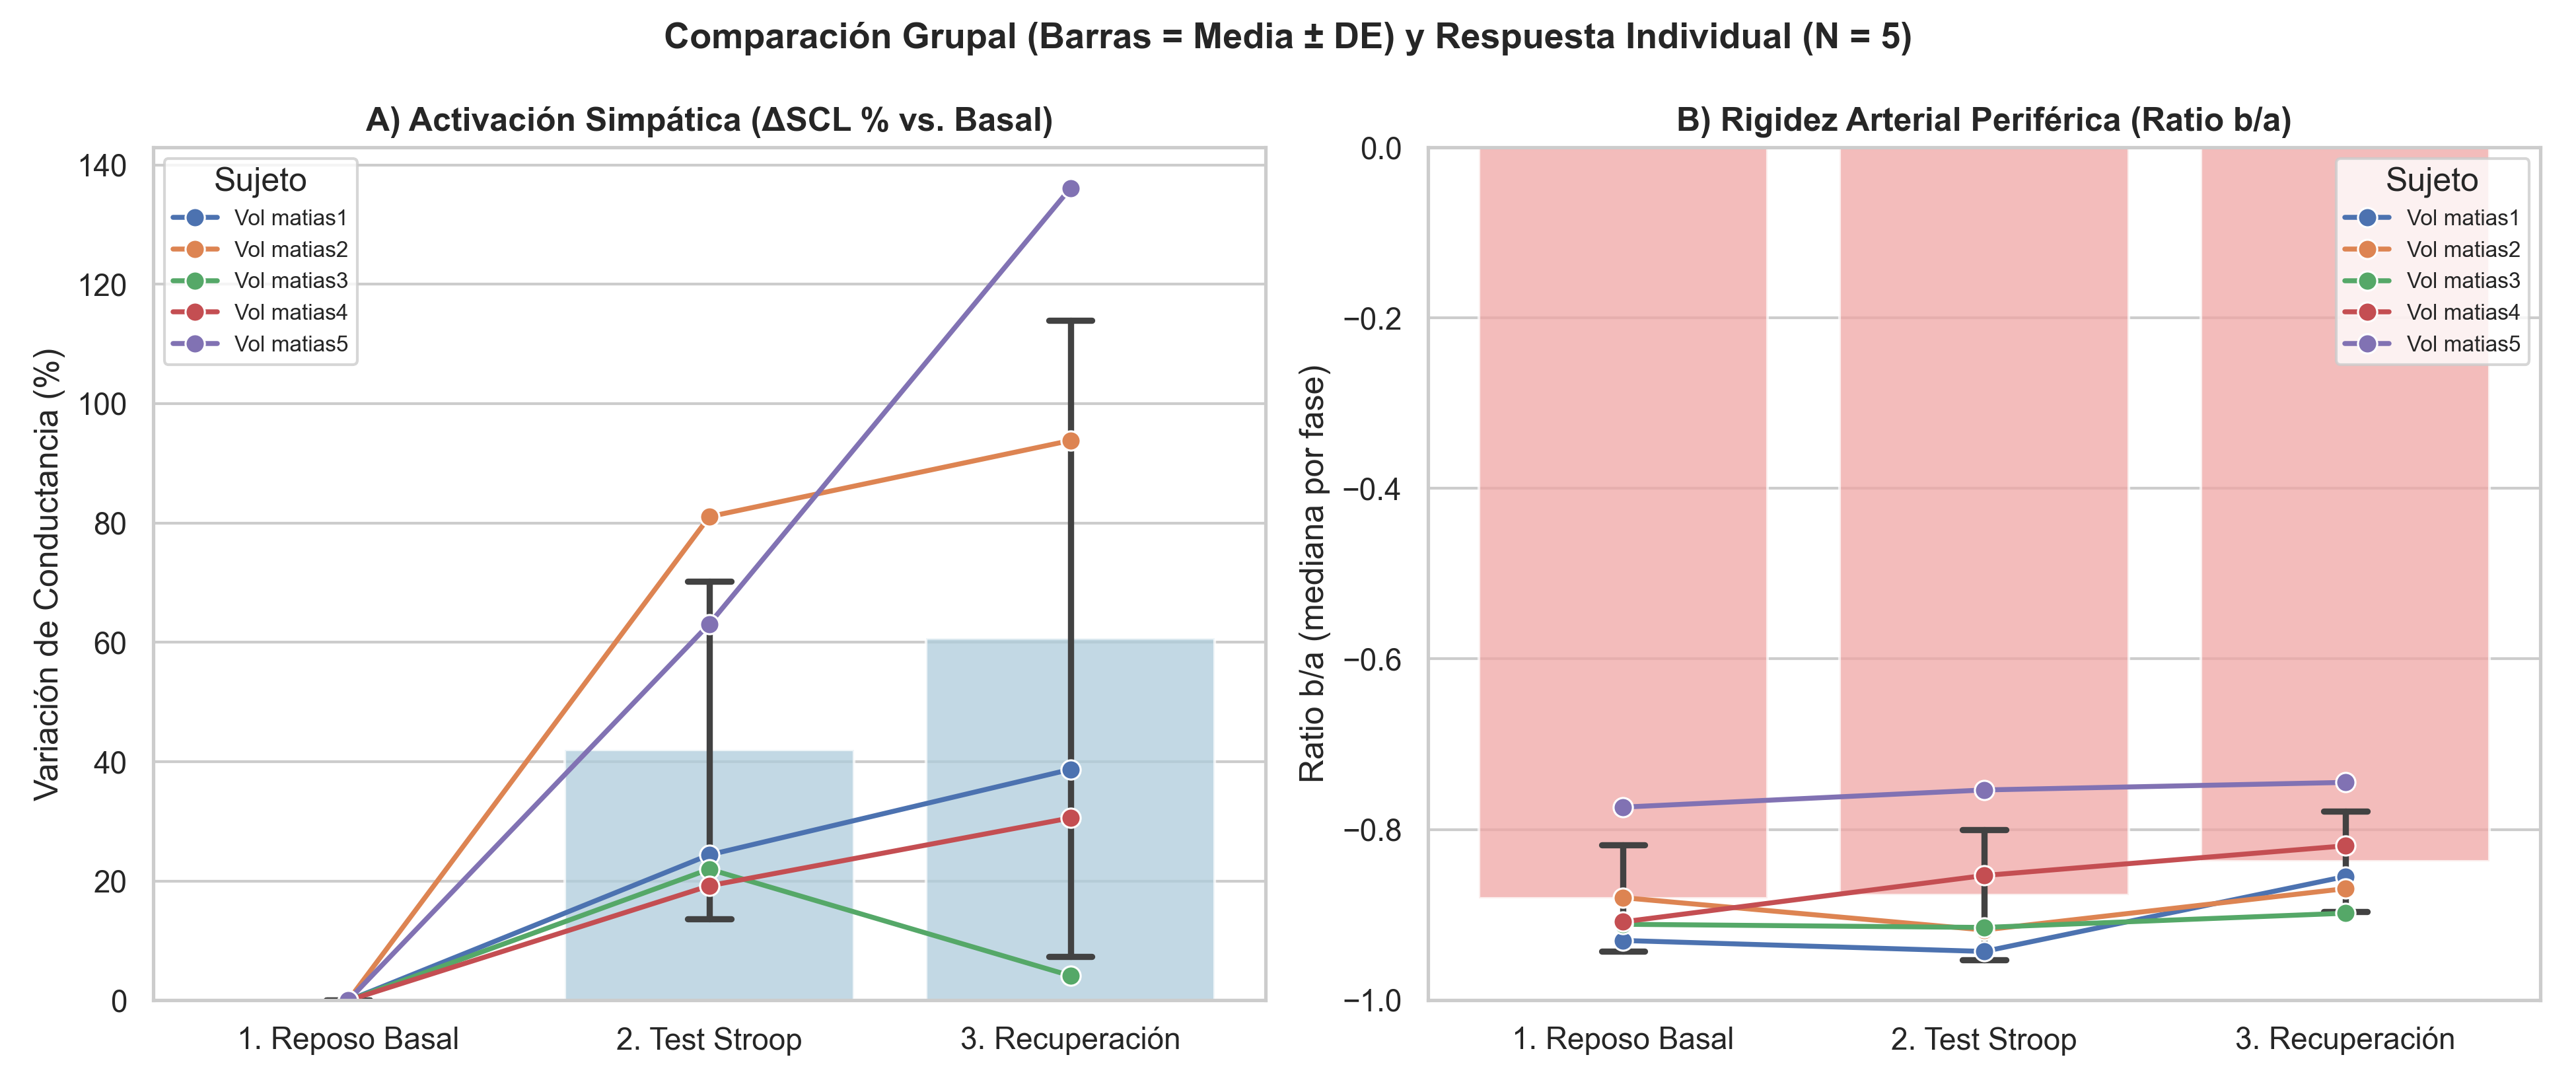 Comparación Grupal (Barras = Media ± DE) y Respuesta Individual (N = 5)
A) Activación Simpática (ΔSCL % vs. Basal)
Variación de Conductancia (%)
140
120
100
80
60
40
20
0
Sujeto
Vol matias1
Vol matias2
Vol matias3
Vol matias4
Vol matias5
1. Reposo Basal
2. Test Stroop
3. Recuperación
B) Rigidez Arterial Periférica (Ratio b/a)
Ratio b/a (mediana por fase)
0.0
−0.2
−0.4
−0.6
−0.8
−1.0
Sujeto
Vol matias1
Vol matias2
Vol matias3
Vol matias4
Vol matias5
1. Reposo Basal
2. Test Stroop
3. Recuperación